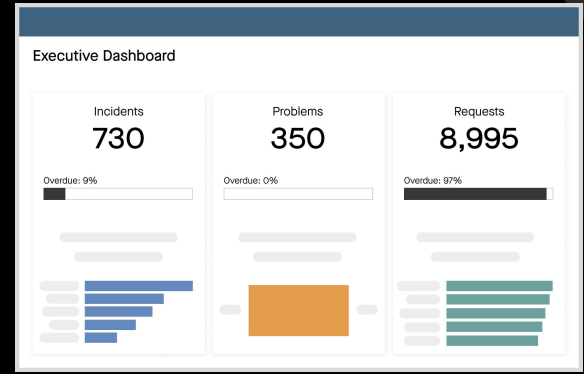 Executive Dashboard
Incidents
730
Overdue: 9%
Problems
350
Overdue: 0%
Requests
8,995
Overdue: 97%